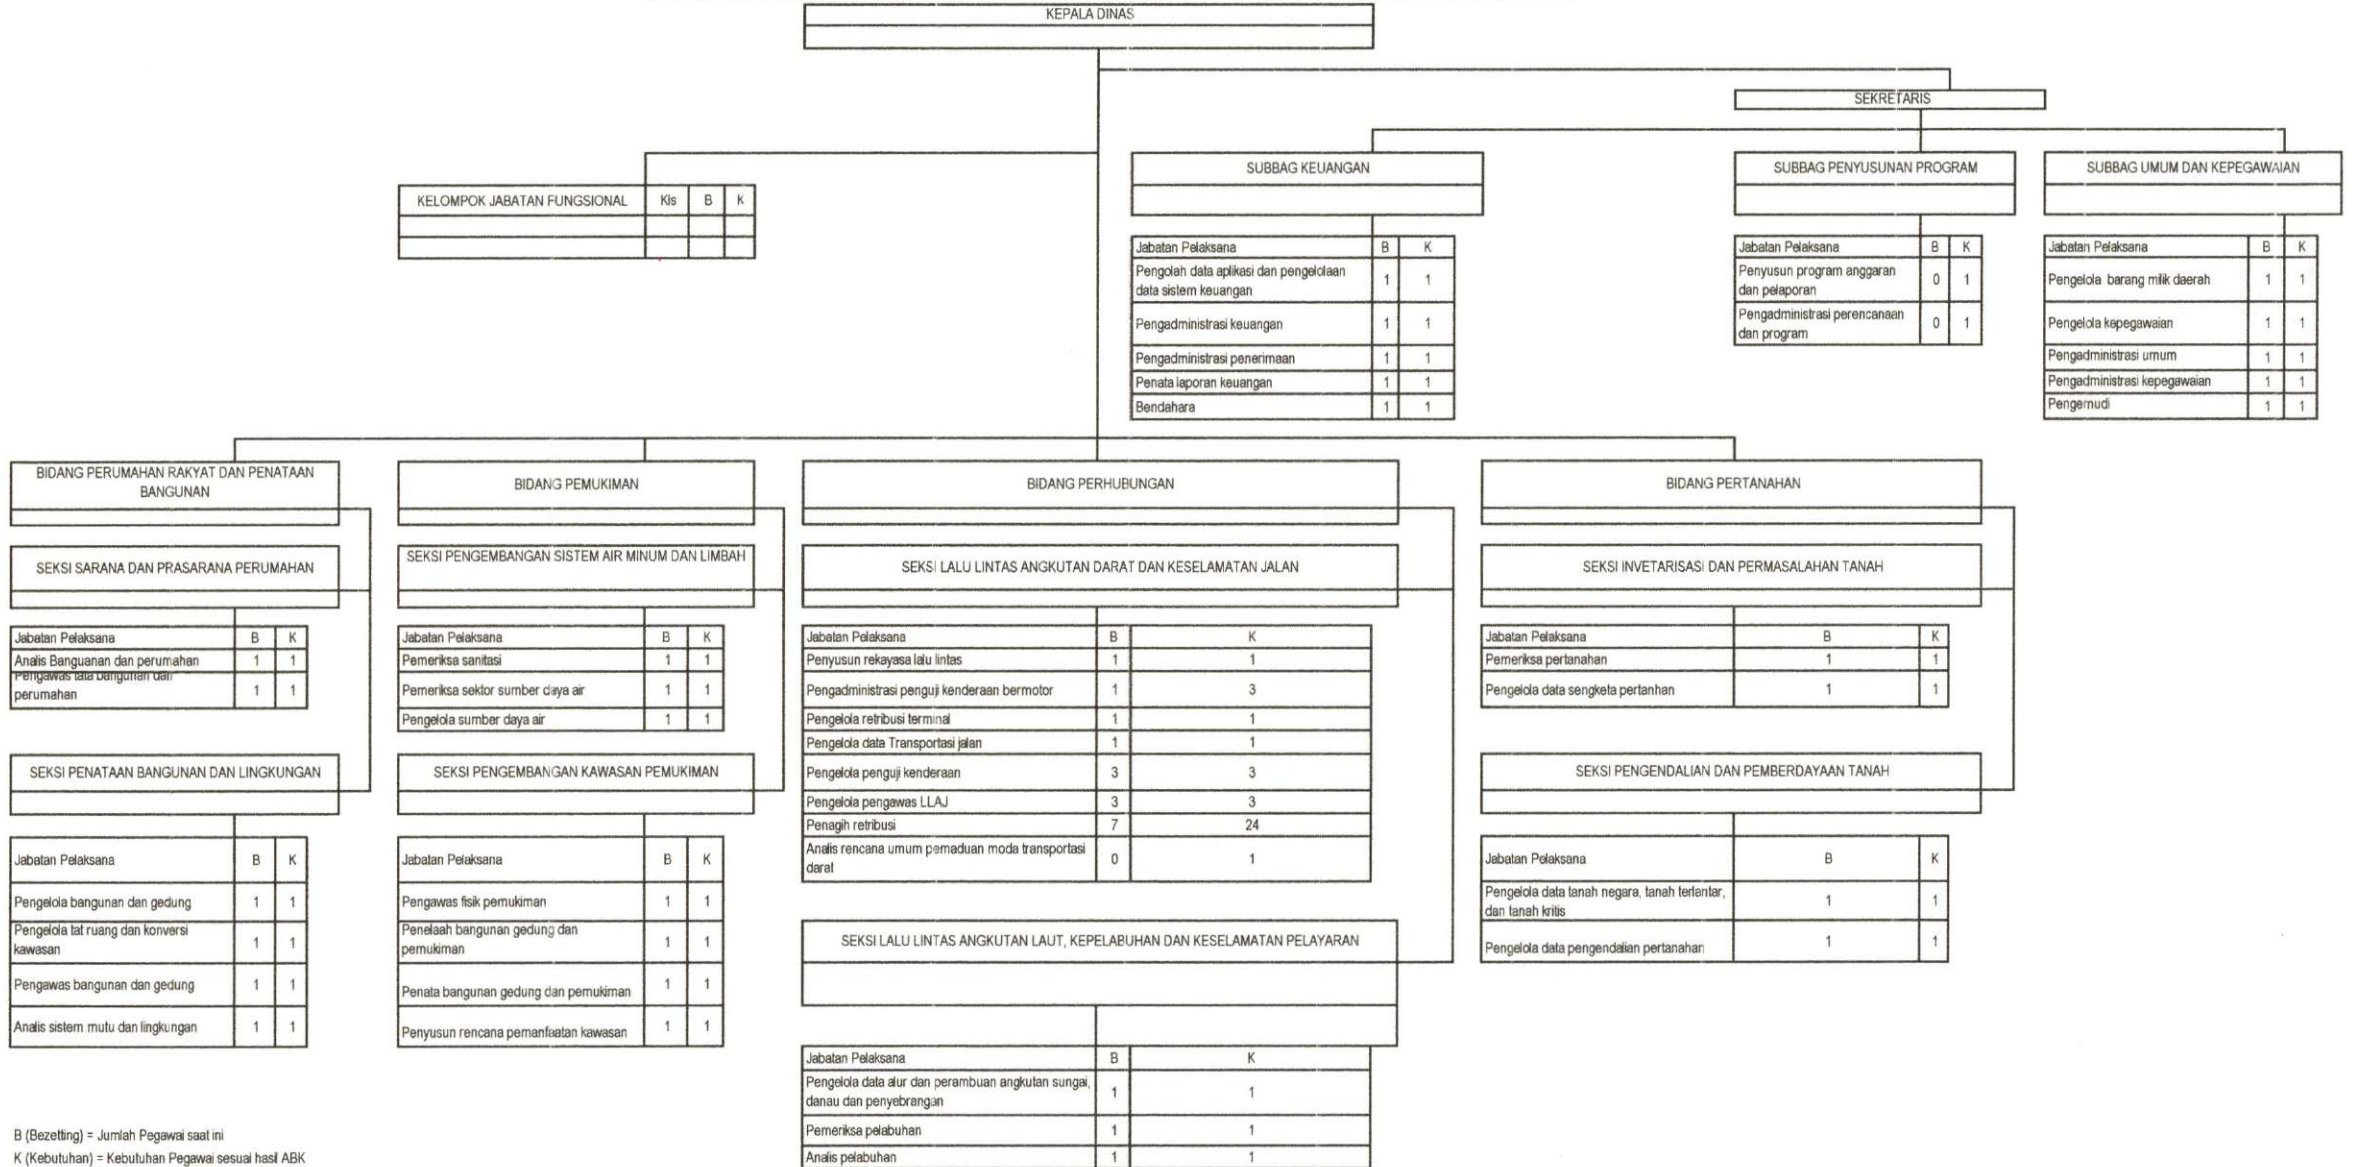 KEPALA DINAS
SEKRETARIS
SUBBAG KEUANGAN
SUBBAG PENYUSUNAN PROGRAM
SUBBAG UMUM DAN KEPEGAWAIAN
KELOMPOK JABATAN FUNGSIONAL Kls B K
Jabatan Pelaksana B K
Pengolah data aplikasi dan pengelolaan
data sistem keuangan 1 1
Pengadministrasi keuangan 1 1
Pengadministrasi penerimaan 1 1
Penata laporan keuangan 1 1
Bendahara 1 1
Jabatan Pelaksana B K
Penyusun program anggaran
dan pelaporan 0 1
Pengadministrasi perencanaan
dan program 0 1
Jabatan Pelaksana B K
Pengelola barang milik daerah 1 1
Pengelola kepegawaian 1 1
Pengadministrasi umum 1 1
Pengadministrasi kepegawaian 1 1
Pengemudi 1 1
BIDANG PERUMAHAN RAKYAT DAN PENATAAN
BANGUNAN
SEKSI SARANA DAN PRASARANA PERUMAHAN
Jabatan Pelaksana B K
Analis Banguanan dan perumahan 1 1
Pengawas tata bangunan dan
perumahan 1 1
SEKSI PENATAAN BANGUNAN DAN LINGKUNGAN
Jabatan Pelaksana B K
Pengelola bangunan dan gedung 1 1
Pengelola tat ruang dan konversi
kawasan 1 1
Pengawas bangunan dan gedung 1 1
Analis sistem mutu dan lingkungan 1 1
BIDANG PEMUKIMAN
SEKSI PENGEMBANGAN SISTEM AIR MINUM DAN LIMBAH
Jabatan Pelaksana B K
Pemeriksa sanitasi 1 1
Pemeriksa sektor sumber daya air 1 1
Pengelola sumber daya air 1 1
SEKSI PENGEMBANGAN KAWASAN PEMUKIMAN
Jabatan Pelaksana B K
Pengawas fisik pemukiman 1 1
Penelaah bangunan gedung dan
pemukiman 1 1
Penata bangunan gedung dan pemukiman 1 1
Penyusun rencana pemanfaatan kawasan 1 1
BIDANG PERHUBUNGAN
SEKSI LALU LINTAS ANGKUTAN DARAT DAN KESELAMATAN JALAN
Jabatan Pelaksana B K
Penyusun rekayasa lalu lintas 1 1
Pengadministrasi penguji kenderaan bermotor 1 3
Pengelola retribusi terminal 1 1
Pengelola data Transportasi jalan 1 1
Pengelola penguji kenderaan 3 3
Pengelola pengawas LLAJ 3 3
Penagih retribusi 7 24
Analis rencana umum pemaduan moda transportasi
darat 0 1
SEKSI LALU LINTAS ANGKUTAN LAUT, KEPELABUHAN DAN KESELAMATAN PELAYARAN
Jabatan Pelaksana B K
Pengelola data alur dan perambuan angkutan sungai,
danau dan penyebrangan 1 1
Pemeriksa pelabuhan 1 1
Analis pelabuhan 1 1
BIDANG PERTANAHAN
SEKSI INVETARISASI DAN PERMASALAHAN TANAH
Jabatan Pelaksana B K
Pemeriksa pertanahan 1 1
Pengelola data sengketa pertanhan 1 1
SEKSI PENGENDALIAN DAN PEMBERDAYAAN TANAH
Jabatan Pelaksana B K
Pengelola data tanah negara, tanah terlantar,
dan tanah kritis 1 1
Pengelola data pengendalian pertanahan 1 1
B (Bezetting) = Jumlah Pegawai saat ini
K (Kebutuhan) = Kebutuhan Pegawai sesuai hasil ABK